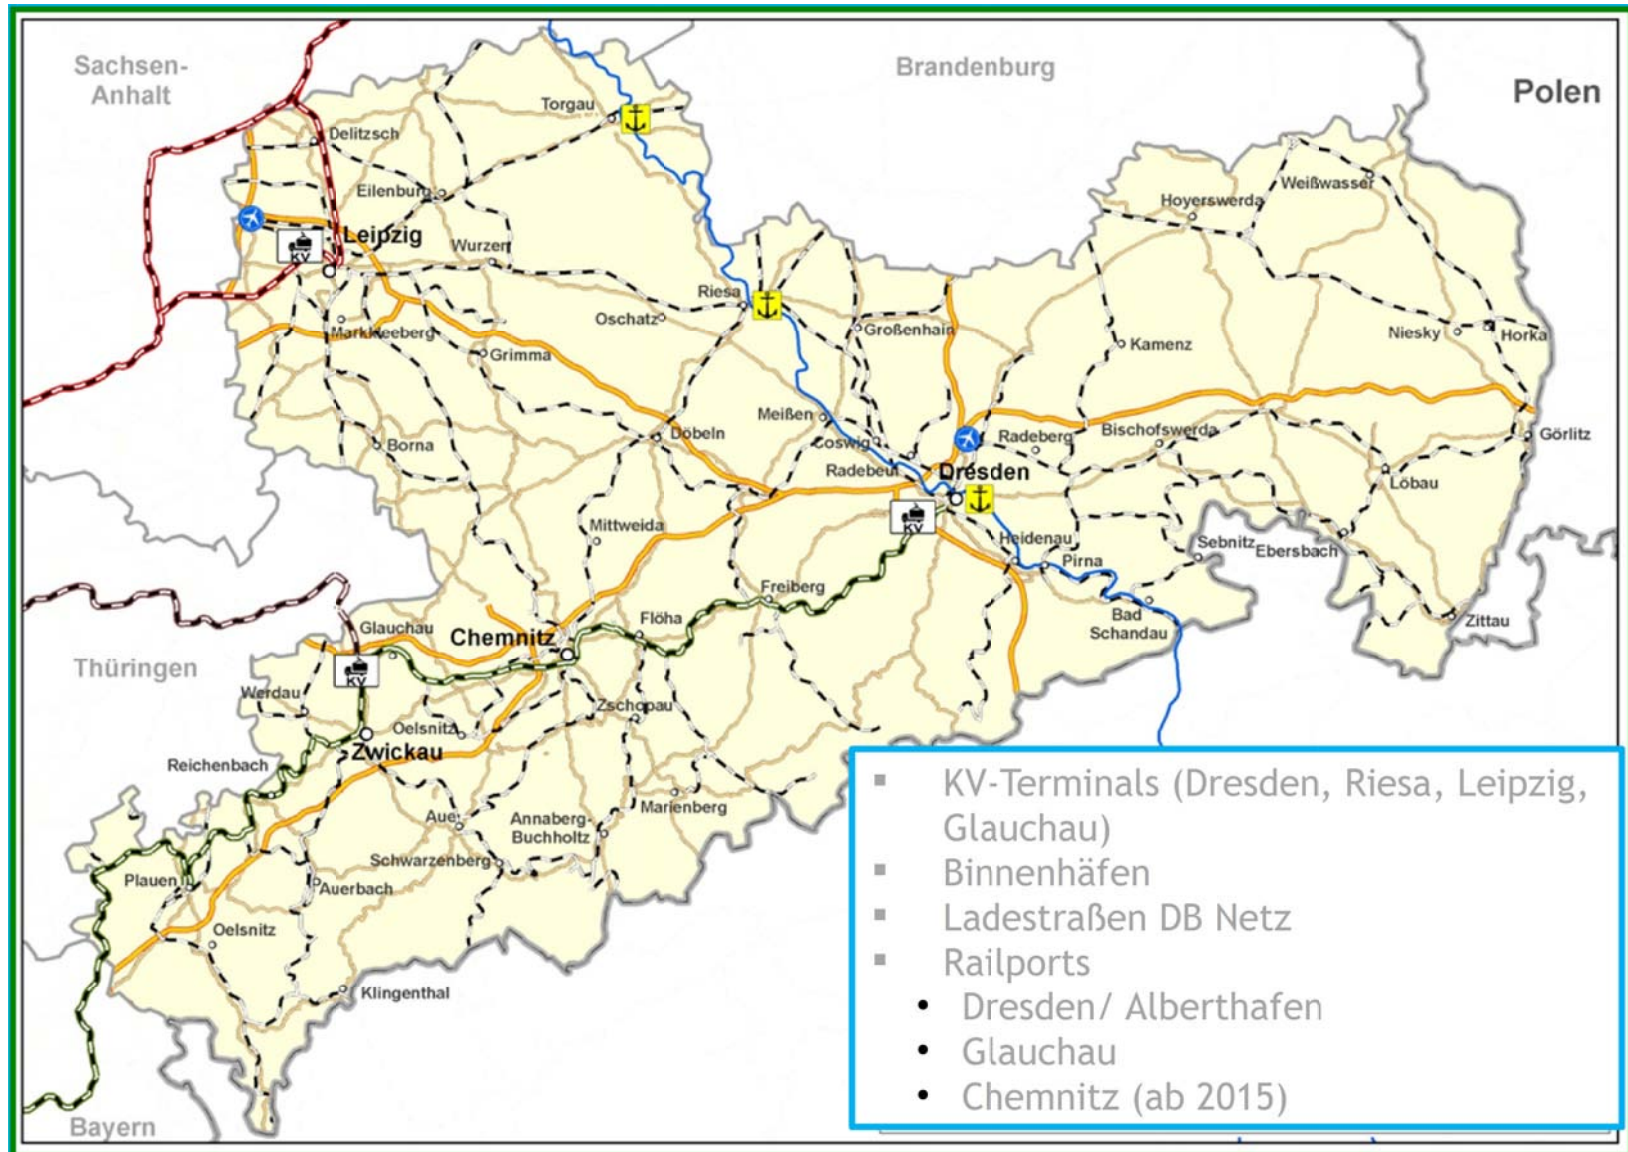 Sachsen-
Anhalt
Brandenburg
Polen
Torgau
Delitzsch
Eilenburg
Weißwasser
Hoyerswerda
Leipzig
KV
Wurzen
Riesa
Oschatz
Großenhain
Markkleeberg
Niesky
Horka
Grimma
Kamenz
Meißen
Döbeln
Coswig
Radeberg
Bischofswerda
Görlitz
Borna
Radebeul
Dresden
Löbau
KV
Mittweida
Heidenau
Sebnitz
Ebersbach
Pirna
Freiberg
Bad
Schandau
Zittau
Flöha
Glauchau
Chemnitz
Thüringen
KV
Werdau
Zschopau
Oelsnitz
Zwickau
Reichenbach
Marienberg
Aue
Annaberg-
Buchholtz
Schwarzenberg
Plauen
Auerbach
Oelsnitz
Klingenthal
Bayern
▪ KV-Terminals (Dresden, Riesa, Leipzig,
Glauchau)
▪ Binnenhäfen
▪ Ladestraßen DB Netz
▪ Railports
• Dresden/ Alberthafen
• Glauchau
• Chemnitz (ab 2015)